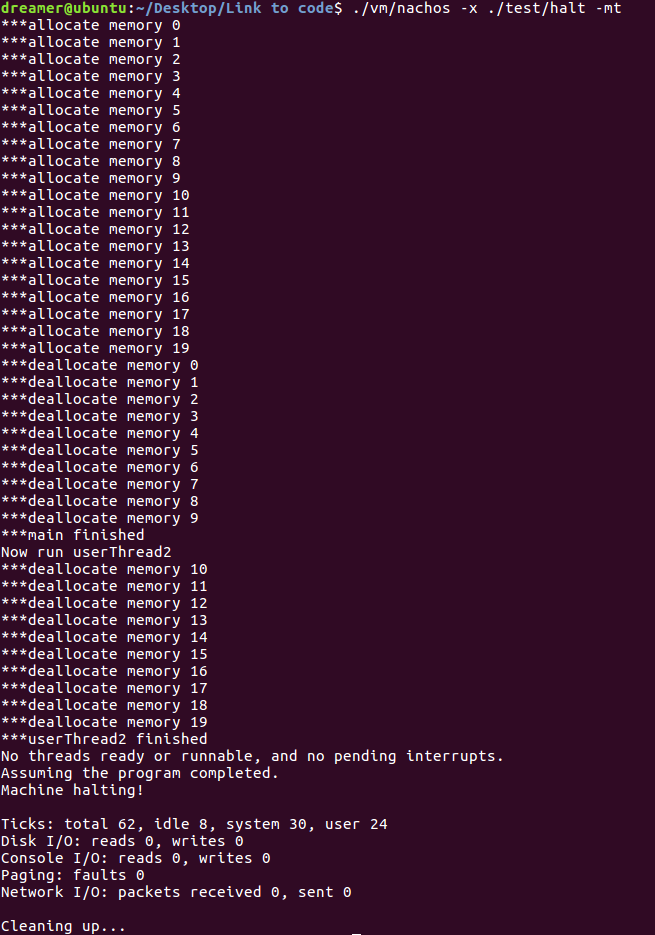 dreamer@ubuntu:~/Desktop/Link to code$ ./vm/nachos -x ./test/halt -mt
***allocate memory 0
***allocate memory 1
***allocate memory 2
***allocate memory 3
***allocate memory 4
***allocate memory 5
***allocate memory 6
***allocate memory 7
***allocate memory 8
***allocate memory 9
***allocate memory 10
***allocate memory 11
***allocate memory 12
***allocate memory 13
***allocate memory 14
***allocate memory 15
***allocate memory 16
***allocate memory 17
***allocate memory 18
***allocate memory 19
***deallocate memory 0
***deallocate memory 1
***deallocate memory 2
***deallocate memory 3
***deallocate memory 4
***deallocate memory 5
***deallocate memory 6
***deallocate memory 7
***deallocate memory 8
***deallocate memory 9
***main finished
Now run userThread2
***deallocate memory 10
***deallocate memory 11
***deallocate memory 12
***deallocate memory 13
***deallocate memory 14
***deallocate memory 15
***deallocate memory 16
***deallocate memory 17
***deallocate memory 18
***deallocate memory 19
***userThread2 finished
No threads ready or runnable, and no pending interrupts.
Assuming the program completed.
Machine halting!

Ticks: total 62, idle 8, system 30, user 24
Disk I/O: reads 0, writes 0
Console I/O: reads 0, writes 0
Paging: faults 0
Network I/O: packets received 0, sent 0

Cleaning up...